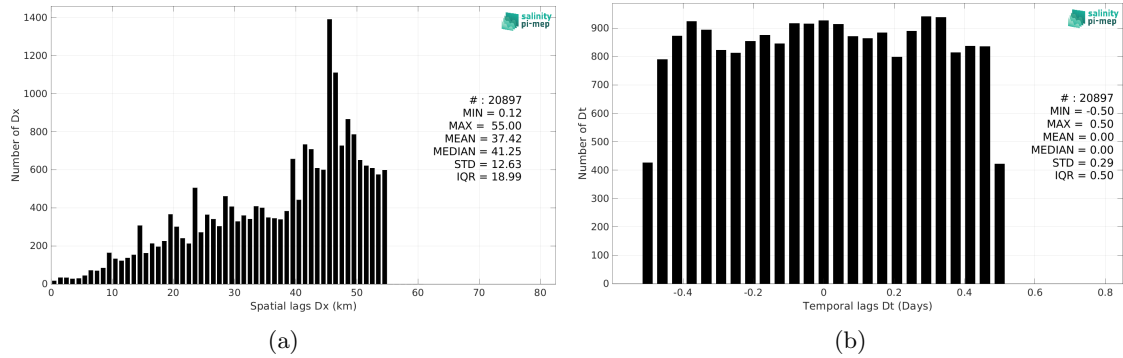 1400
1200
1000
800
600
400
200
0
Number of Dx
0 10 20 30 40 50 60 70 80
Spatial lags Dx (km)
salinity
pi-mep
# : 20897
MIN = 0.12
MAX = 55.00
MEAN = 37.42
MEDIAN = 41.25
STD = 12.63
IQR = 18.99
(a)
900
800
700
600
500
400
300
200
100
0
Number of Dt
-0.4 -0.2 0 0.2 0.4 0.6 0.8
Temporal lags Dt (Days)
salinity
pi-mep
# : 20897
MIN = -0.50
MAX = 0.50
MEAN = 0.00
MEDIAN = 0.00
STD = 0.29
IQR = 0.50
(b)